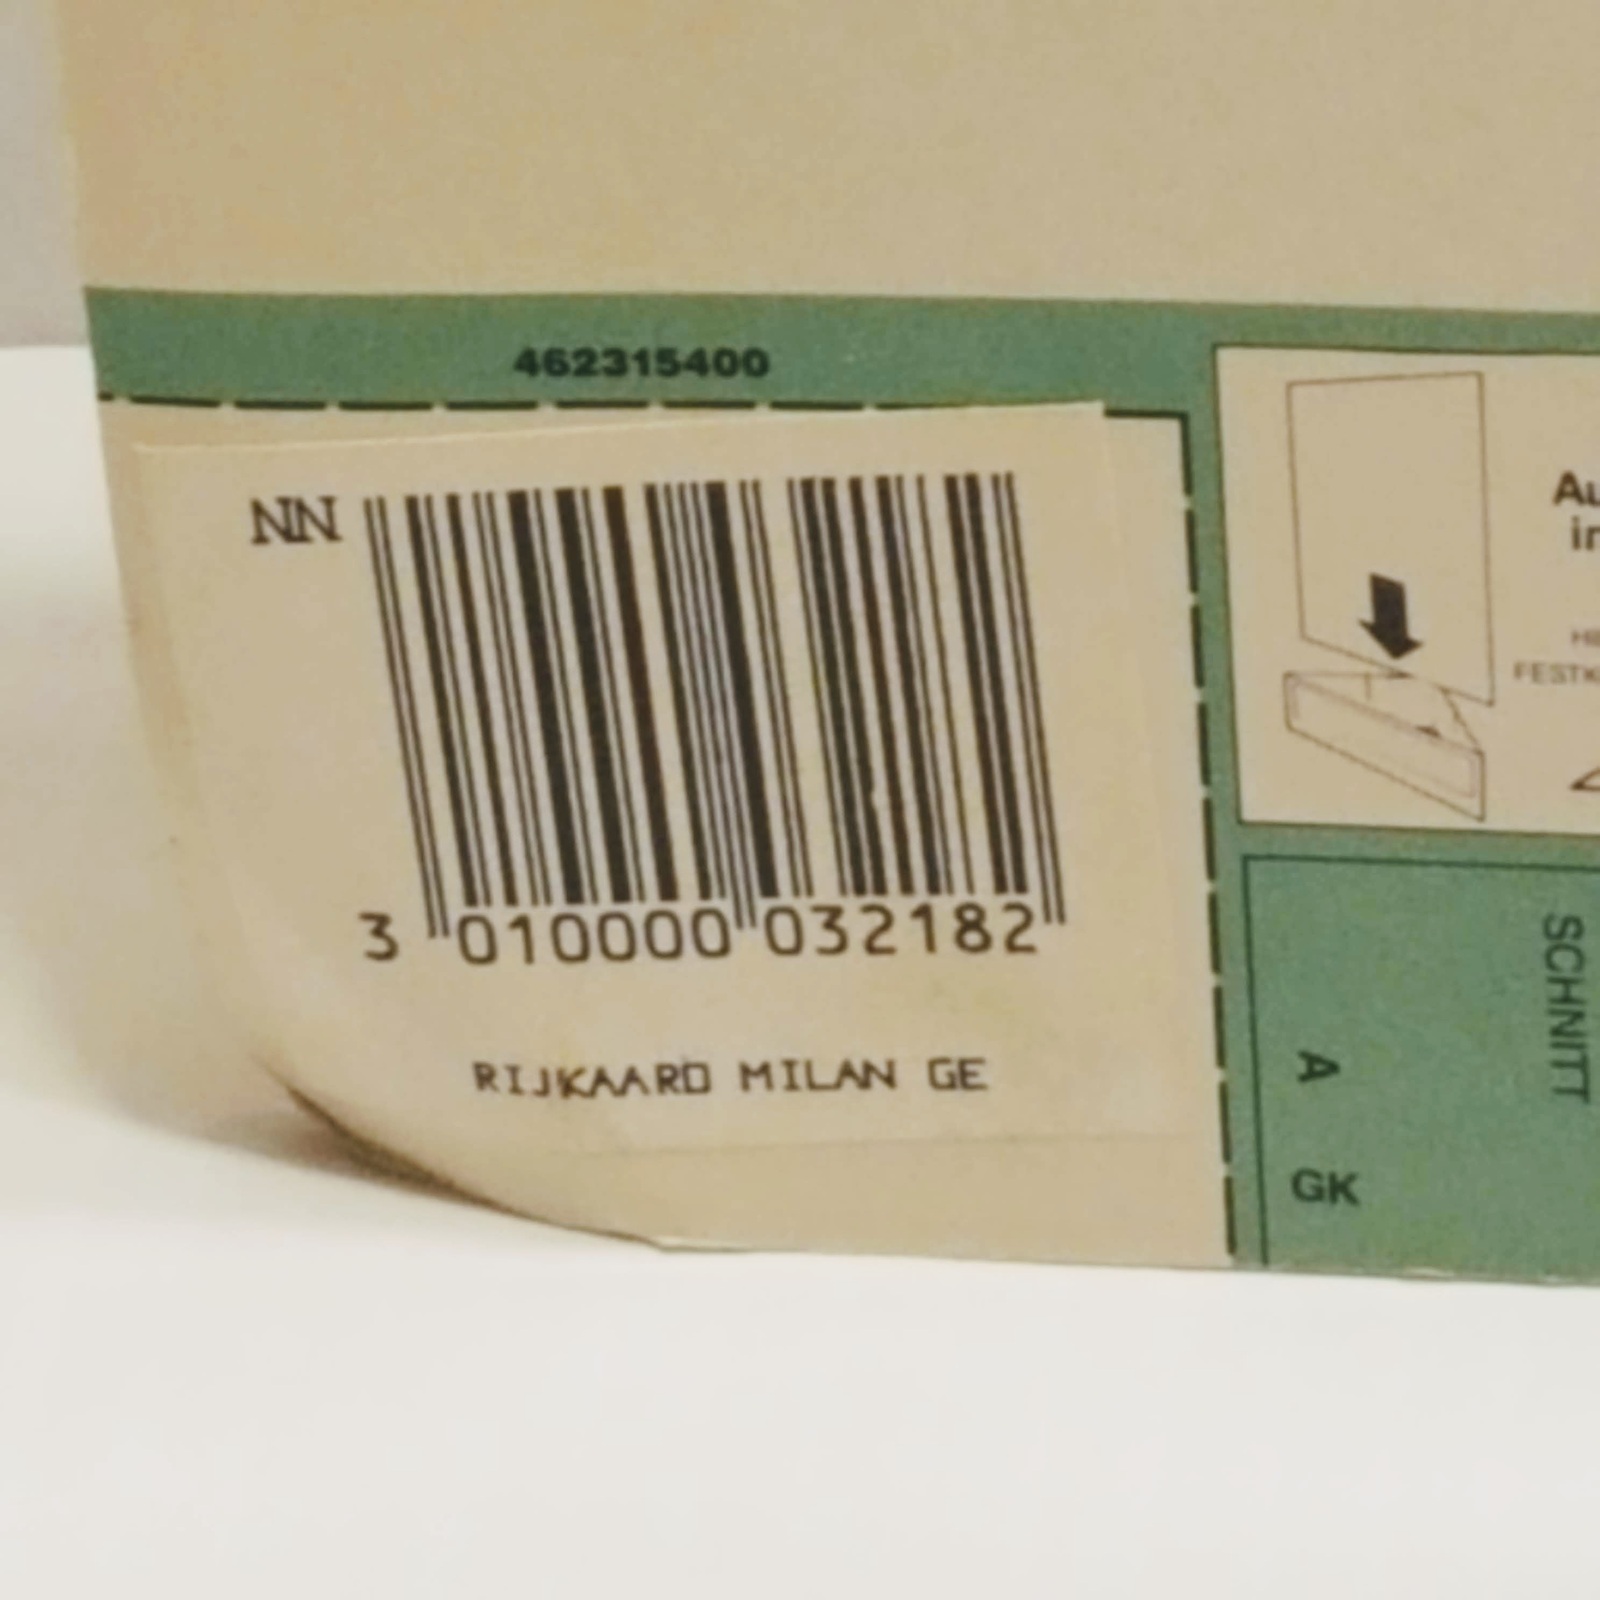 462315400
NN
3 010000 032182
RIJKAARD MILAN GE
SCHNITT
A
GK